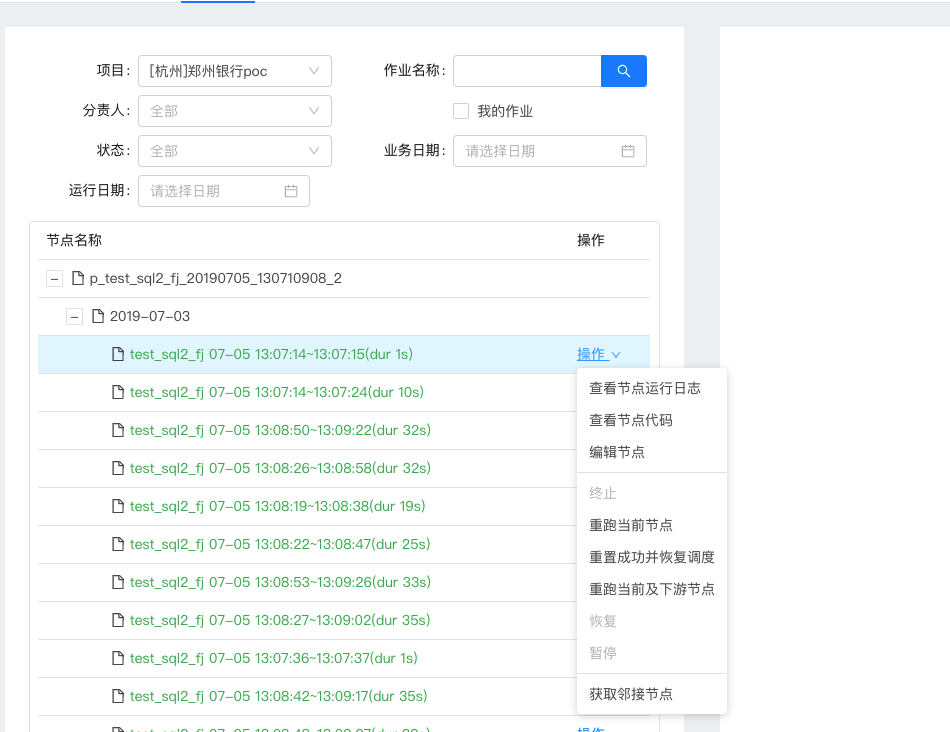 项目: [杭州]郑州银行poc 作业名称:
分责人: 全部 我的作业
状态: 全部 业务日期: 请选择日期
运行日期: 请选择日期
节点名称 操作
p_test_sql2_fj_20190705_130710908_2
2019-07-03
test_sql2_fj 07-05 13:07:14~13:07:15(dur 1s) 操作
test_sql2_fj 07-05 13:07:14~13:07:24(dur 10s)
test_sql2_fj 07-05 13:08:50~13:09:22(dur 32s)
test_sql2_fj 07-05 13:08:26~13:08:58(dur 32s)
test_sql2_fj 07-05 13:08:19~13:08:38(dur 19s)
test_sql2_fj 07-05 13:08:22~13:08:47(dur 25s)
test_sql2_fj 07-05 13:08:53~13:09:26(dur 33s)
test_sql2_fj 07-05 13:08:27~13:09:02(dur 35s)
test_sql2_fj 07-05 13:07:36~13:07:37(dur 1s)
test_sql2_fj 07-05 13:08:42~13:09:17(dur 35s)
查看节点运行日志
查看节点代码
编辑节点
终止
重跑当前节点
重置成功并恢复调度
重跑当前及下游节点
恢复
暂停
获取邻接节点
操作